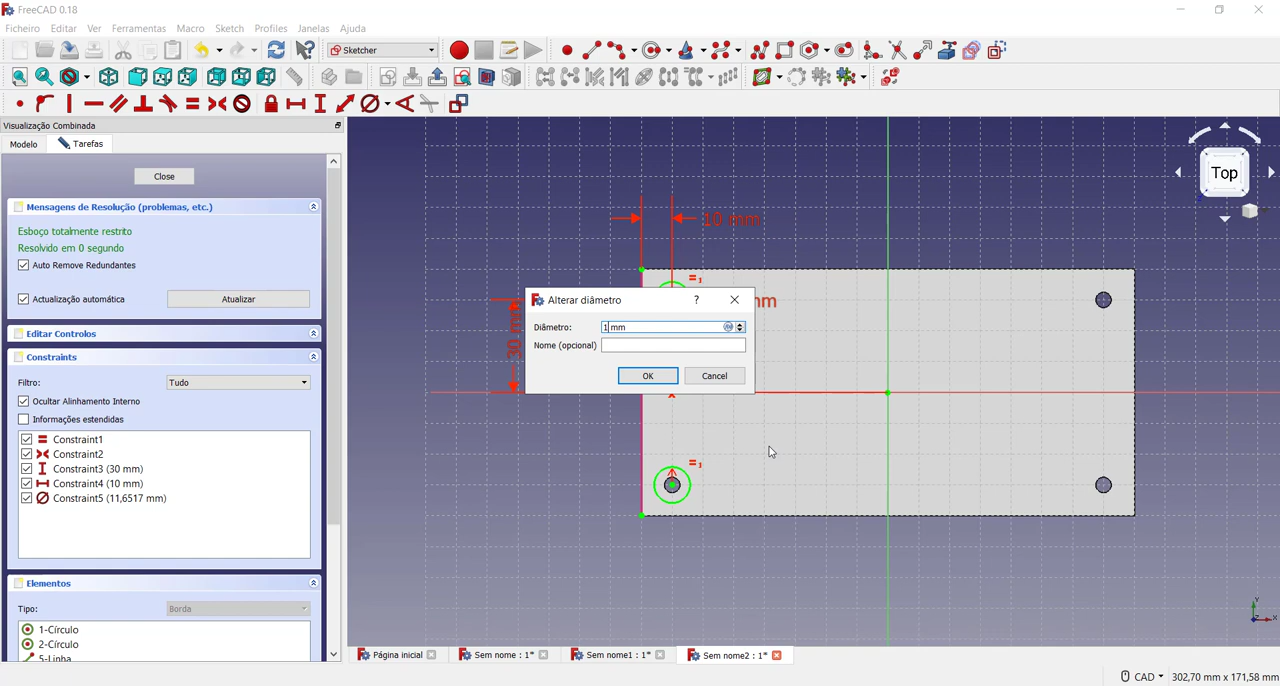 FreeCAD 0.18
Ficheiro Editar Ver Ferramentas Macro Sketch Profiles Janelas Ajuda
Sketcher
Visualização Combinada
Modelo Tarefas
Close
Mensagens de Resolução (problemas, etc.)
Esboço totalmente restrito
Resolvido em 0 segundo
Auto Remove Redundantes
Actualização automática Atualizar
Editar Controlos
Constraints
Filtro: Tudo
Ocultar Alinhamento Interno
Informações estendidas
Constraint1
Constraint2
Constraint3 (30 mm)
Constraint4 (10 mm)
Constraint5 (11,6517 mm)
Elementos
Tipo: Borda
1-Círculo
2-Círculo
5-Linha
10 mm
30 mm
mm
Alterar diâmetro ?
Diâmetro: 1 mm
Nome (opcional)
OK Cancel
Top
Y
Z X
Página inicial Sem nome : 1* Sem nome1 : 1* Sem nome2 : 1*
CAD 302,70 mm x 171,58 mm